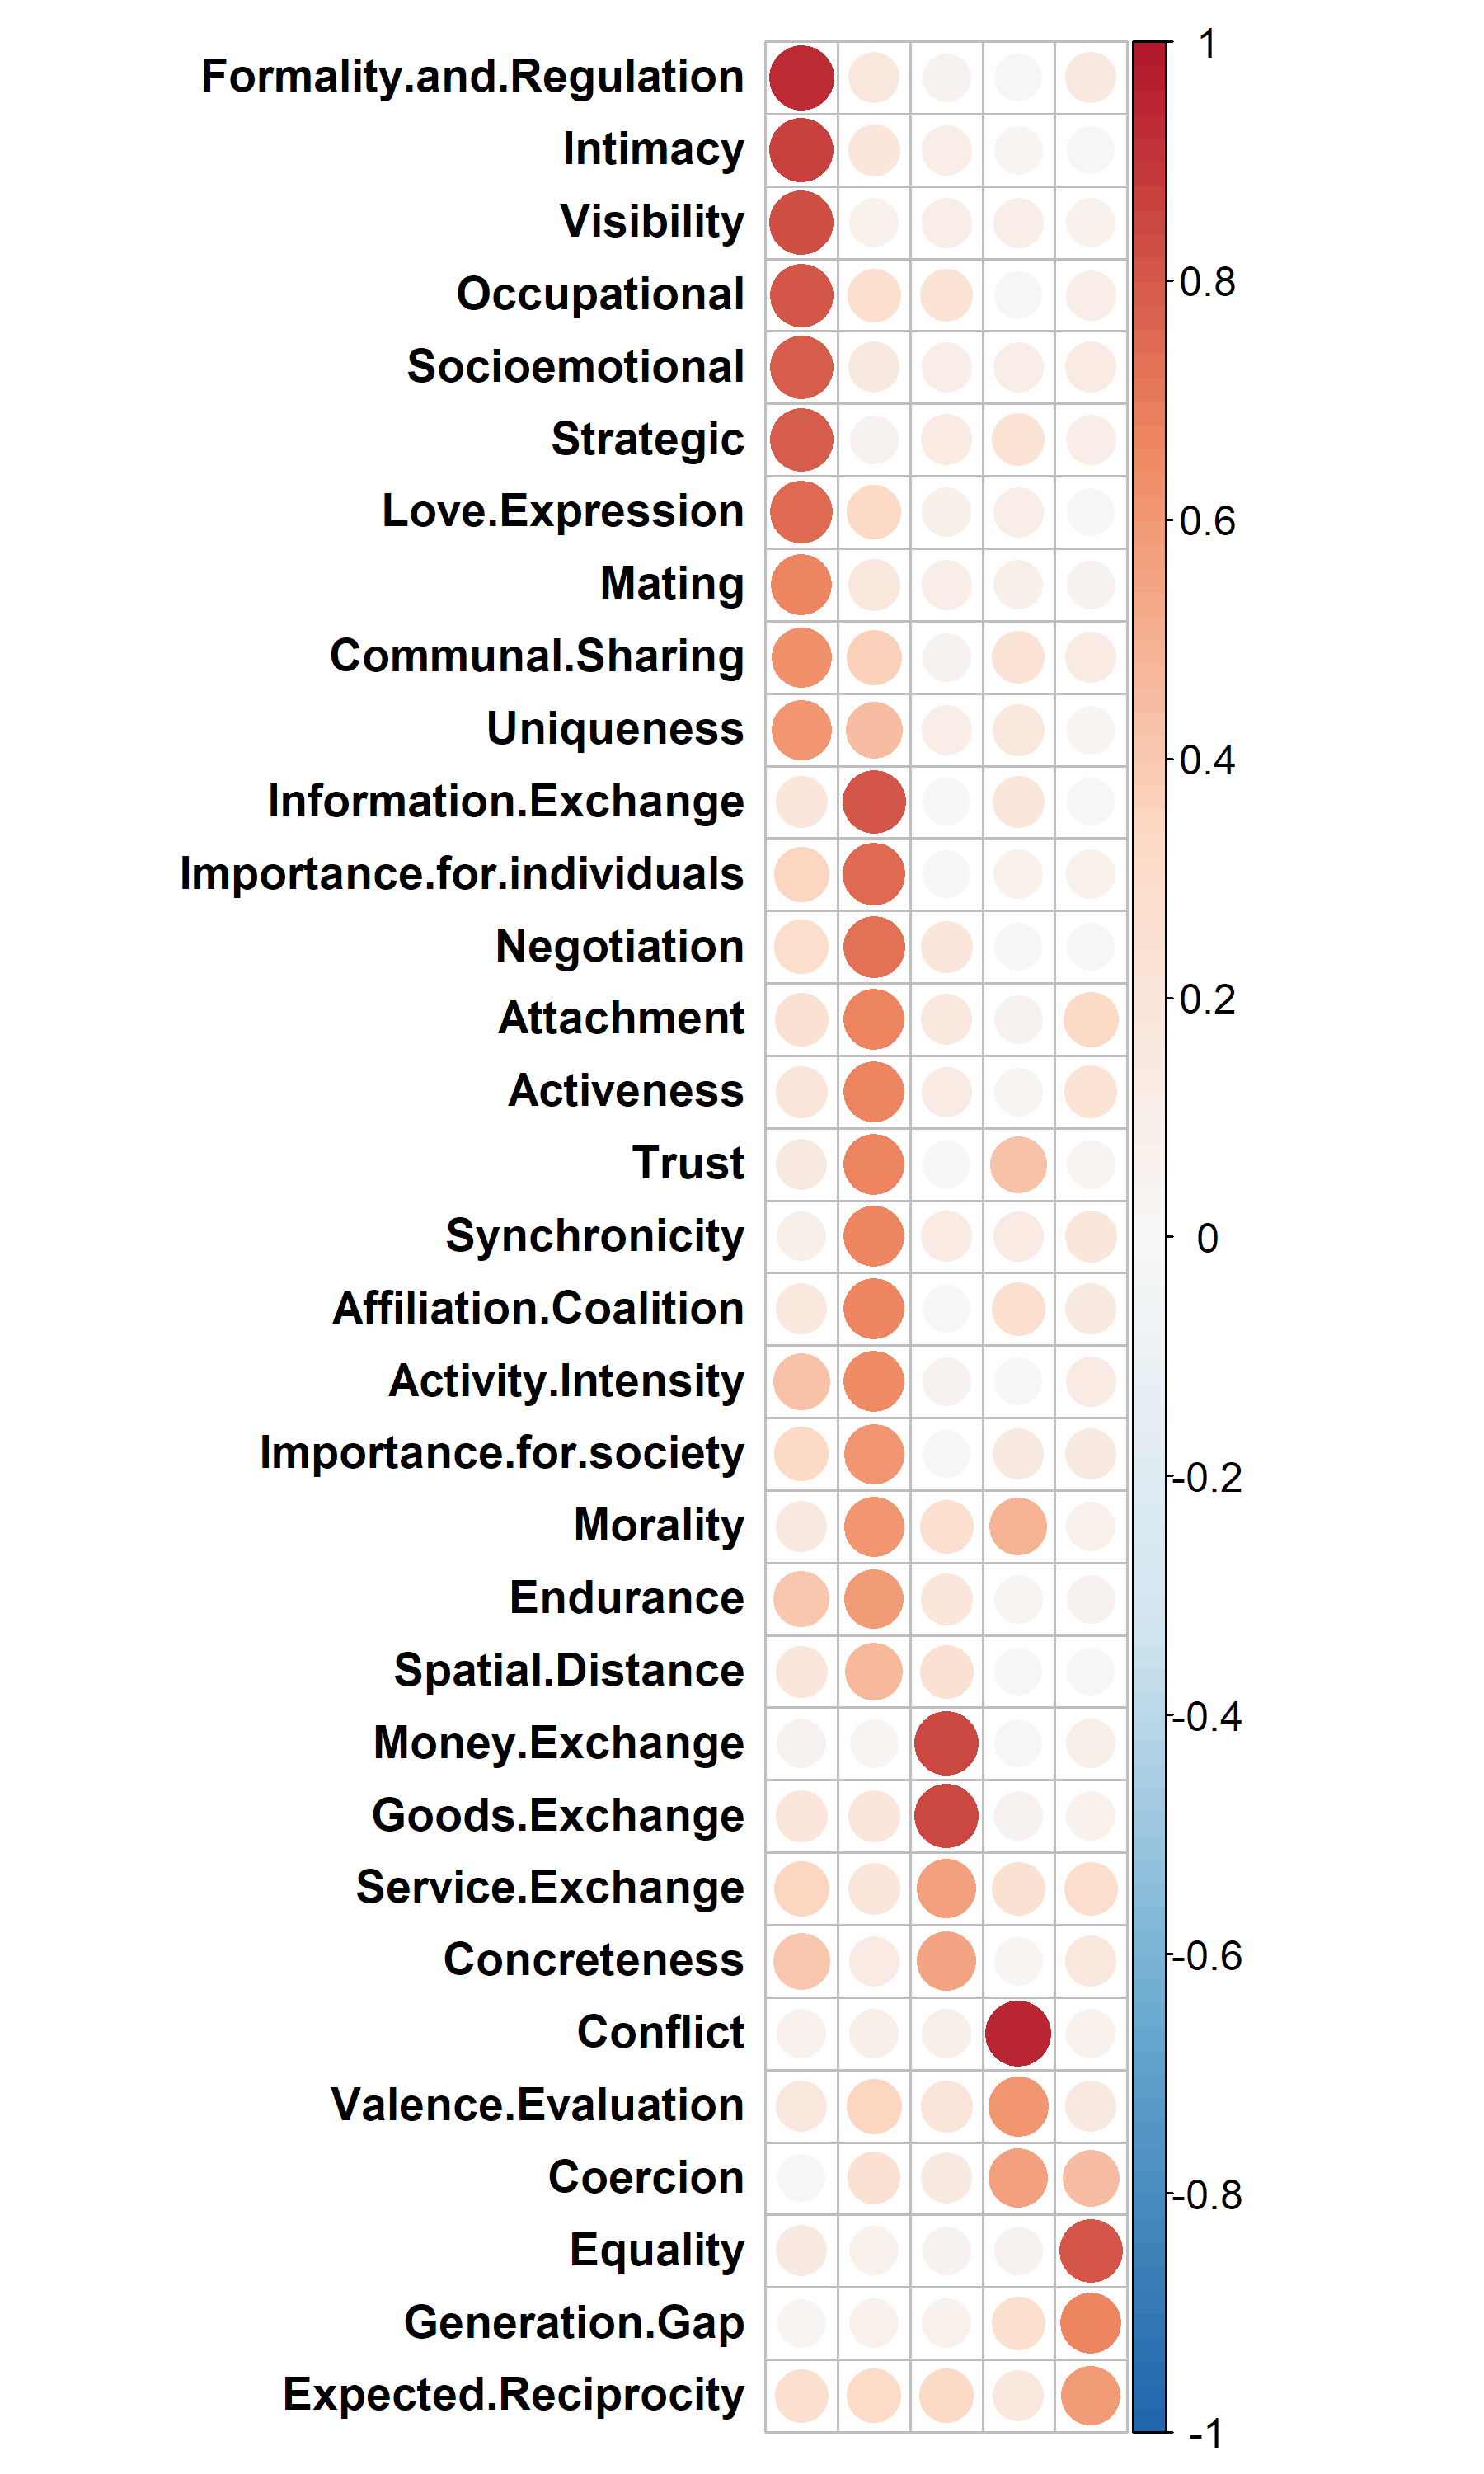 Formality.and.Regulation
Intimacy
Visibility
Occupational
Socioemotional
Strategic
Love.Expression
Mating
Communal.Sharing
Uniqueness
Information.Exchange
Importance.for.individuals
Negotiation
Attachment
Activeness
Trust
Synchronicity
Affiliation.Coalition
Activity.Intensity
Importance.for.society
Morality
Endurance
Spatial.Distance
Money.Exchange
Goods.Exchange
Service.Exchange
Concreteness
Conflict
Valence.Evaluation
Coercion
Equality
Generation.Gap
Expected.Reciprocity
1
0.8
0.6
0.4
0.2
0
-0.2
-0.4
-0.6
-0.8
-1